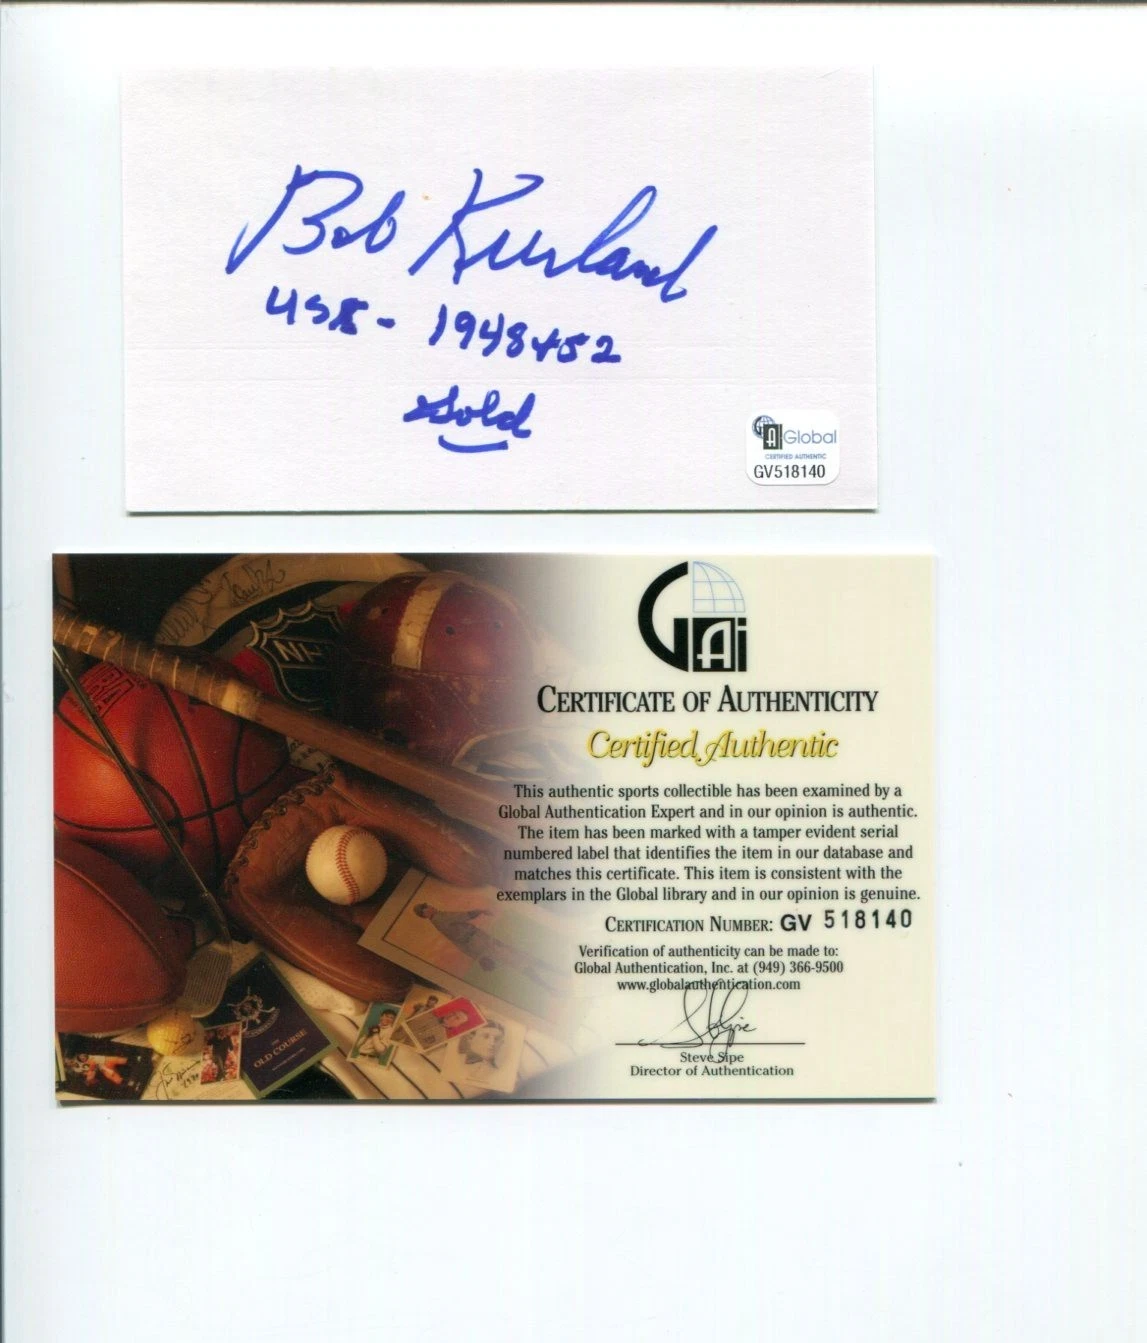 Bob Kurland
USA - 1948+52
Gold
AI Global
CERTIFIED AUTHENTIC
GV518140
NH
GAi
CERTIFICATE OF AUTHENTICITY
Certified Authentic
This authentic sports collectible has been examined by a
Global Authentication Expert and in our opinion is authentic.
The item has been marked with a tamper evident serial
numbered label that identifies the item in our database and
matches this certificate. This item is consistent with the
exemplars in the Global library and in our opinion is genuine.
CERTIFICATION NUMBER: GV 518140
Verification of authenticity can be made to:
Global Authentication, Inc. at (949) 366-9500
www.globalauthentication.com
Steve Sipe
Director of Authentication
OLD COURSE